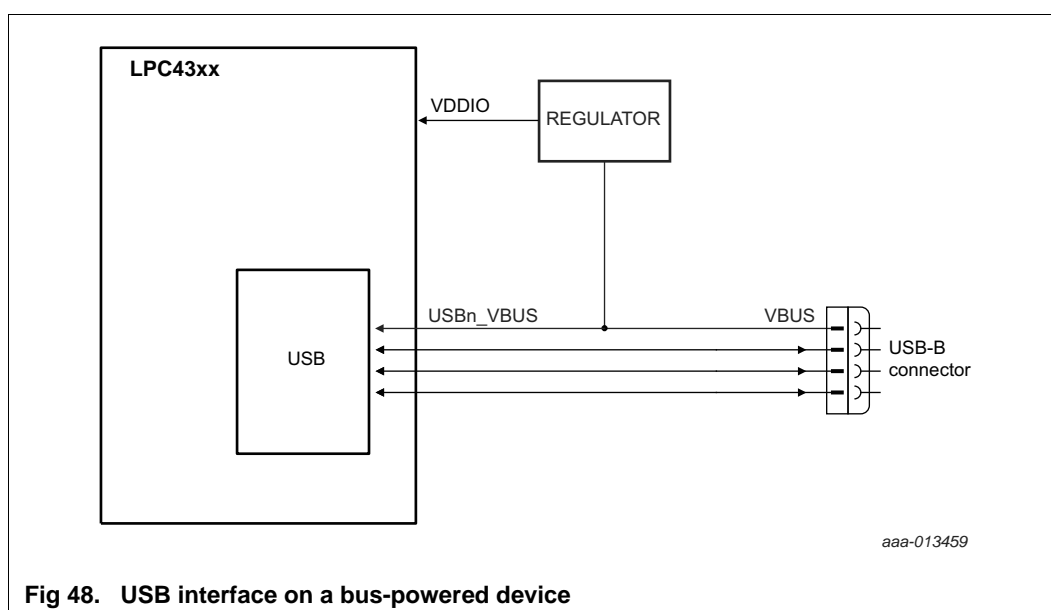 LPC43xx
VDDIO
REGULATOR
USBn_VBUS
VBUS
USB
USB-B
connector
aaa-013459
Fig 48. USB interface on a bus-powered device